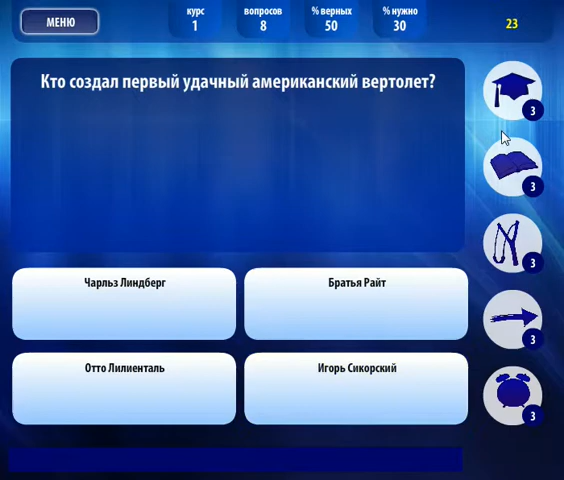 МЕНЮ
курс
1
вопросов
8
% верных
50
% нужно
30
23
Кто создал первый удачный американский вертолет?
3
3
3
3
3
Чарльз Линдберг
Братья Райт
Отто Лилиенталь
Игорь Сикорский